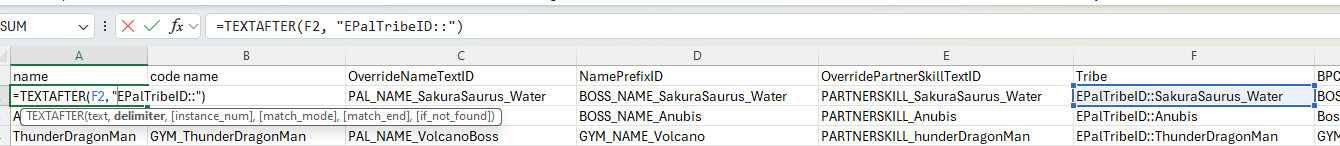 SUM fx =TEXTAFTER(F2, "EPalTribeID::")
A B C D E F
name code name OverrideNameTextID NamePrefixID OverridePartnerSkillTextID Tribe BPC
=TEXTAFTER(F2, "EPalTribeID::") PAL_NAME_SakuraSaurus_Water BOSS_NAME_SakuraSaurus_Water PARTNERSKILL_SakuraSaurus_Water EPalTribeID::SakuraSaurus_Water BOS
A TEXTAFTER(text, delimiter, [instance_num], [match_mode], [match_end], [if_not_found]) BOSS_NAME_Anubis PARTNERSKILL_Anubis EPalTribeID::Anubis Bos
ThunderDragonMan GYM_ThunderDragonMan PAL_NAME_VolcanoBoss GYM_NAME_Volcano PARTNERSKILL_hunderDragonMan EPalTribeID::ThunderDragonMan GYM